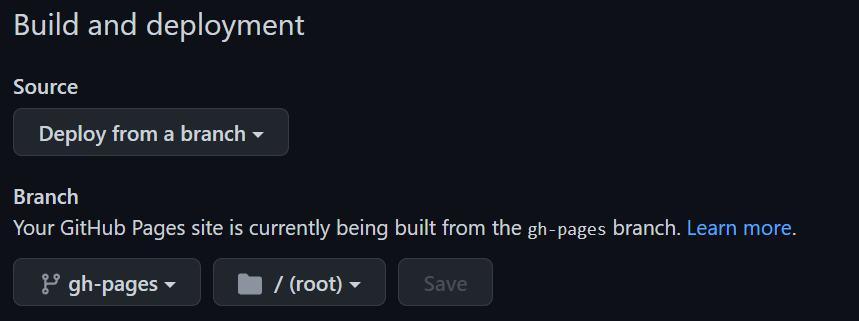 Build and deployment
Source
Deploy from a branch
Branch
Your GitHub Pages site is currently being built from the gh-pages branch. Learn more.
gh-pages / (root) Save